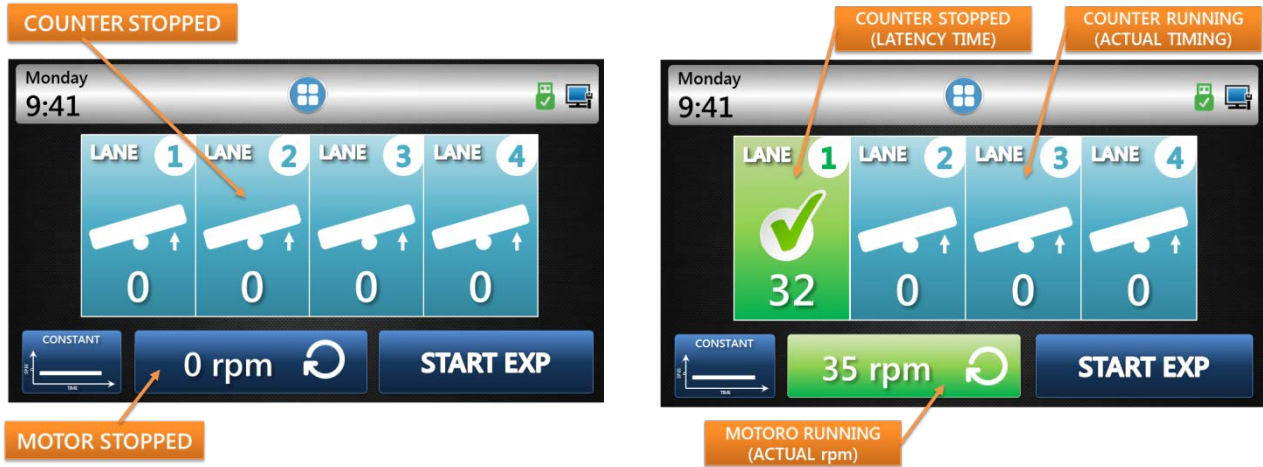 COUNTER STOPPED
Monday
9:41
LANE 1
LANE 2
LANE 3
LANE 4
0
0
0
0
CONSTANT
TIME
0 rpm
START EXP
MOTOR STOPPED
COUNTER STOPPED
(LATENCY TIME)
COUNTER RUNNING
(ACTUAL TIMING)
Monday
9:41
LANE 1
LANE 2
LANE 3
LANE 4
32
0
0
0
CONSTANT
TIME
35 rpm
START EXP
MOTORO RUNNING
(ACTUAL rpm)